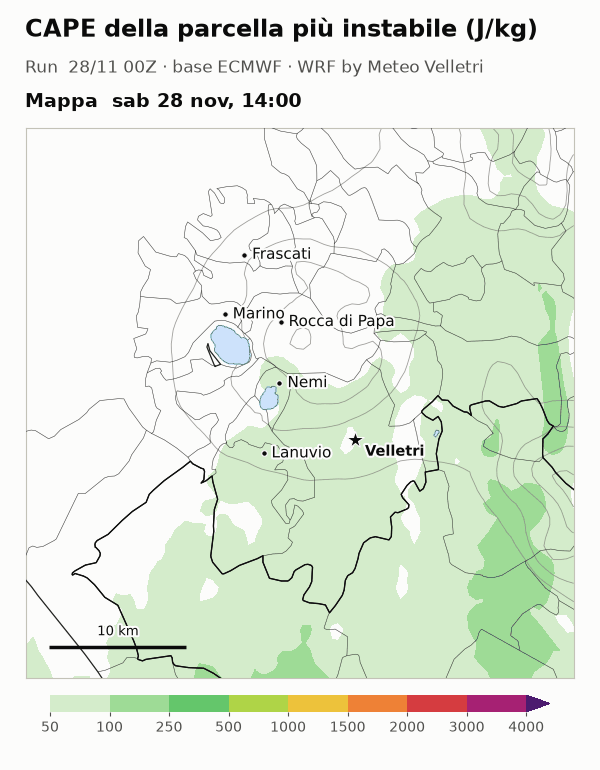 CAPE della parcella più instabile (J/kg)
Run  28/11 00Z · base ECMWF · WRF by Meteo Velletri
Mappa  sab 28 nov, 14:00
Frascati
Marino
Rocca di Papa
Nemi
Velletri
Lanuvio
10 km
50 100 250 500 1000 1500 2000 3000 4000